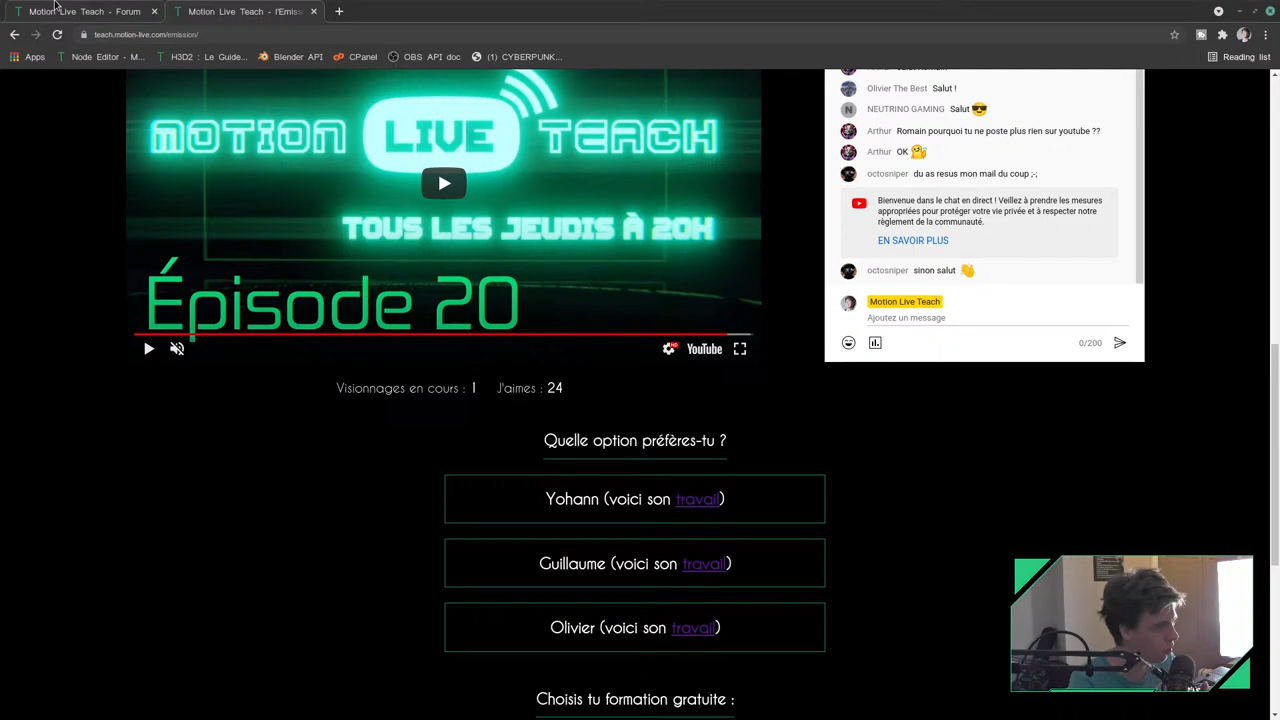 Motion Live Teach - Forum
Motion Live Teach - l'Emissi
teach.motion-live.com/emission/
Apps
Node Editor - M...
H3D2 : Le Guide...
Blender API
CPanel
OBS API doc
(1) CYBERPUNK...
Reading list
MOTION LIVE TEACH
TOUS LES JEUDIS À 20H
Épisode 20
YouTube
Olivier The Best Salut !
NEUTRINO GAMING Salut 😎
Arthur Romain pourquoi tu ne poste plus rien sur youtube ??
Arthur OK
octosniper du as resus mon mail du coup ;-;
Bienvenue dans le chat en direct ! Veillez à prendre les mesures
appropriées pour protéger votre vie privée et à respecter notre
règlement de la communauté.
EN SAVOIR PLUS
octosniper sinon salut 👋
Motion Live Teach
Ajoutez un message
0/200
Visionnages en cours : 1 J'aimes : 24
Quelle option préfères-tu ?
Yohann (voici son travail)
Guillaume (voici son travail)
Olivier (voici son travail)
Choisis tu formation gratuite :